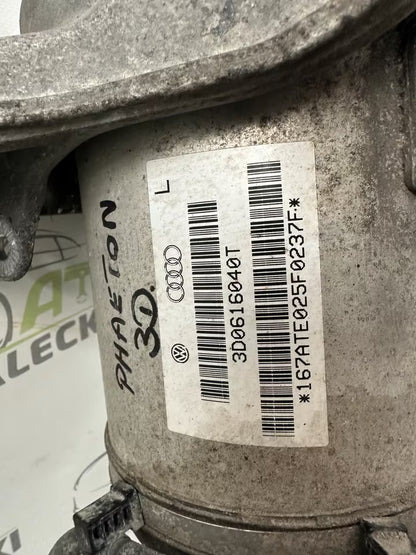 L
3D0616040T
*167ATE025F0237F*
PHAETON
3D.